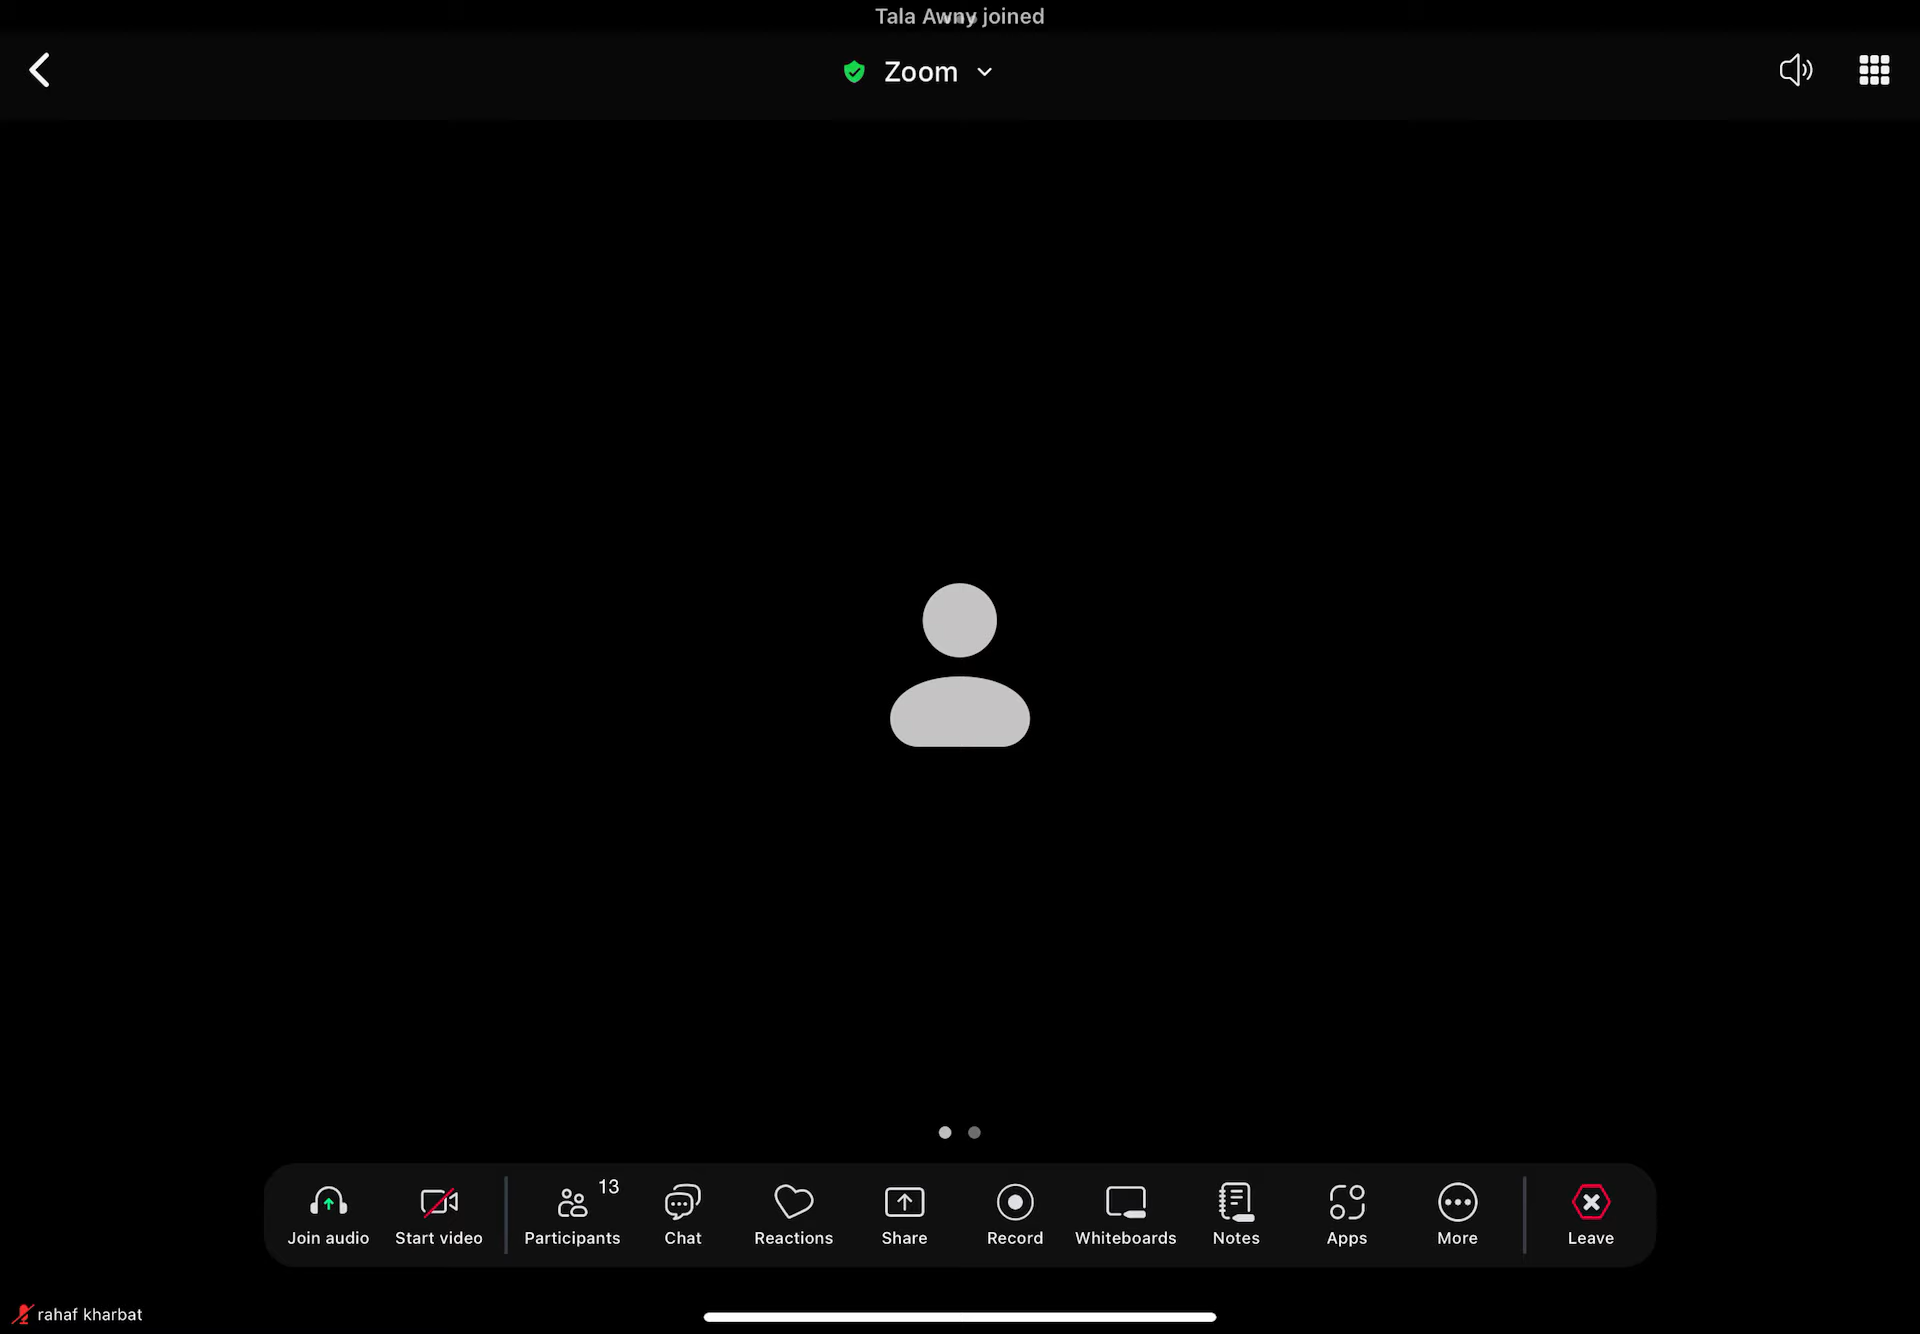 Tala Awny joined
Zoom
13
Join audio
Start video
Participants
Chat
Reactions
Share
Record
Whiteboards
Notes
Apps
More
Leave
rahaf kharbat